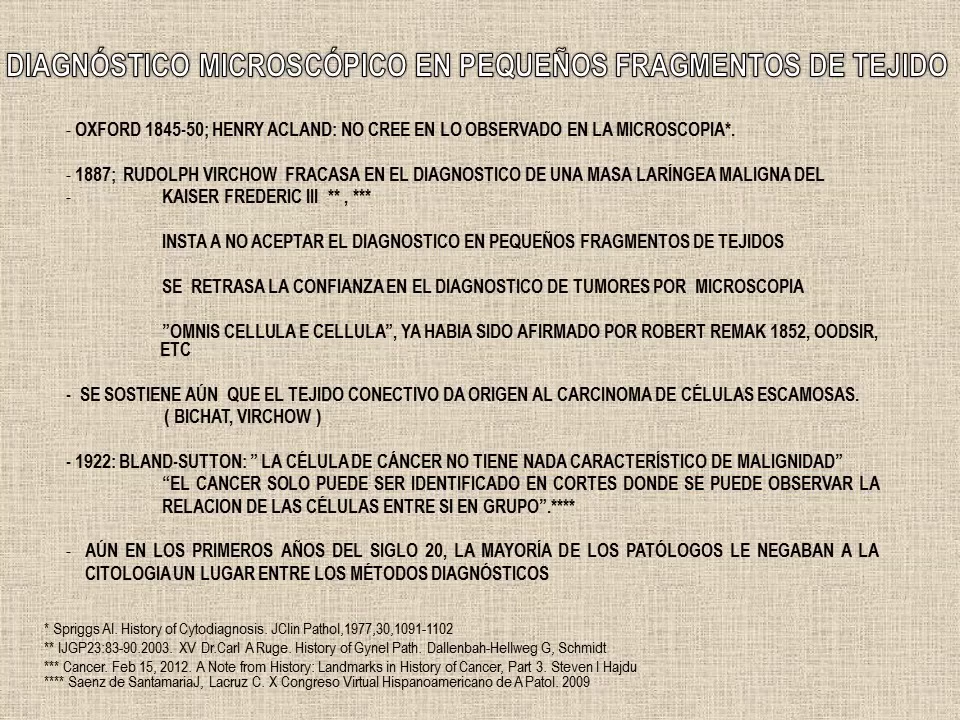 DIAGNÓSTICO MICROSCÓPICO EN PEQUEÑOS FRAGMENTOS DE TEJIDO
- OXFORD 1845-50; HENRY ACLAND: NO CREE EN LO OBSERVADO EN LA MICROSCOPIA*.
- 1887; RUDOLPH VIRCHOW FRACASA EN EL DIAGNOSTICO DE UNA MASA LARÍNGEA MALIGNA DEL
- KAISER FREDERIC III ** , ***
INSTA A NO ACEPTAR EL DIAGNOSTICO EN PEQUEÑOS FRAGMENTOS DE TEJIDOS
SE RETRASA LA CONFIANZA EN EL DIAGNOSTICO DE TUMORES POR MICROSCOPIA
”OMNIS CELLULA E CELLULA”, YA HABIA SIDO AFIRMADO POR ROBERT REMAK 1852, OODSIR,
ETC
- SE SOSTIENE AÚN QUE EL TEJIDO CONECTIVO DA ORIGEN AL CARCINOMA DE CÉLULAS ESCAMOSAS.
( BICHAT, VIRCHOW )
- 1922: BLAND-SUTTON: ” LA CÉLULA DE CÁNCER NO TIENE NADA CARACTERÍSTICO DE MALIGNIDAD”
“EL CANCER SOLO PUEDE SER IDENTIFICADO EN CORTES DONDE SE PUEDE OBSERVAR LA
RELACION DE LAS CÉLULAS ENTRE SI EN GRUPO”.****
- AÚN EN LOS PRIMEROS AÑOS DEL SIGLO 20, LA MAYORÍA DE LOS PATÓLOGOS LE NEGABAN A LA
CITOLOGIA UN LUGAR ENTRE LOS MÉTODOS DIAGNÓSTICOS
* Spriggs AI. History of Cytodiagnosis. JClin Pathol,1977,30,1091-1102
** IJGP23:83-90.2003. XV Dr.Carl A Ruge. History of Gynel Path. Dallenbah-Hellweg G, Schmidt
*** Cancer. Feb 15, 2012. A Note from History: Landmarks in History of Cancer, Part 3. Steven I Hajdu
**** Saenz de SantamariaJ, Lacruz C. X Congreso Virtual Hispanoamericano de A Patol. 2009